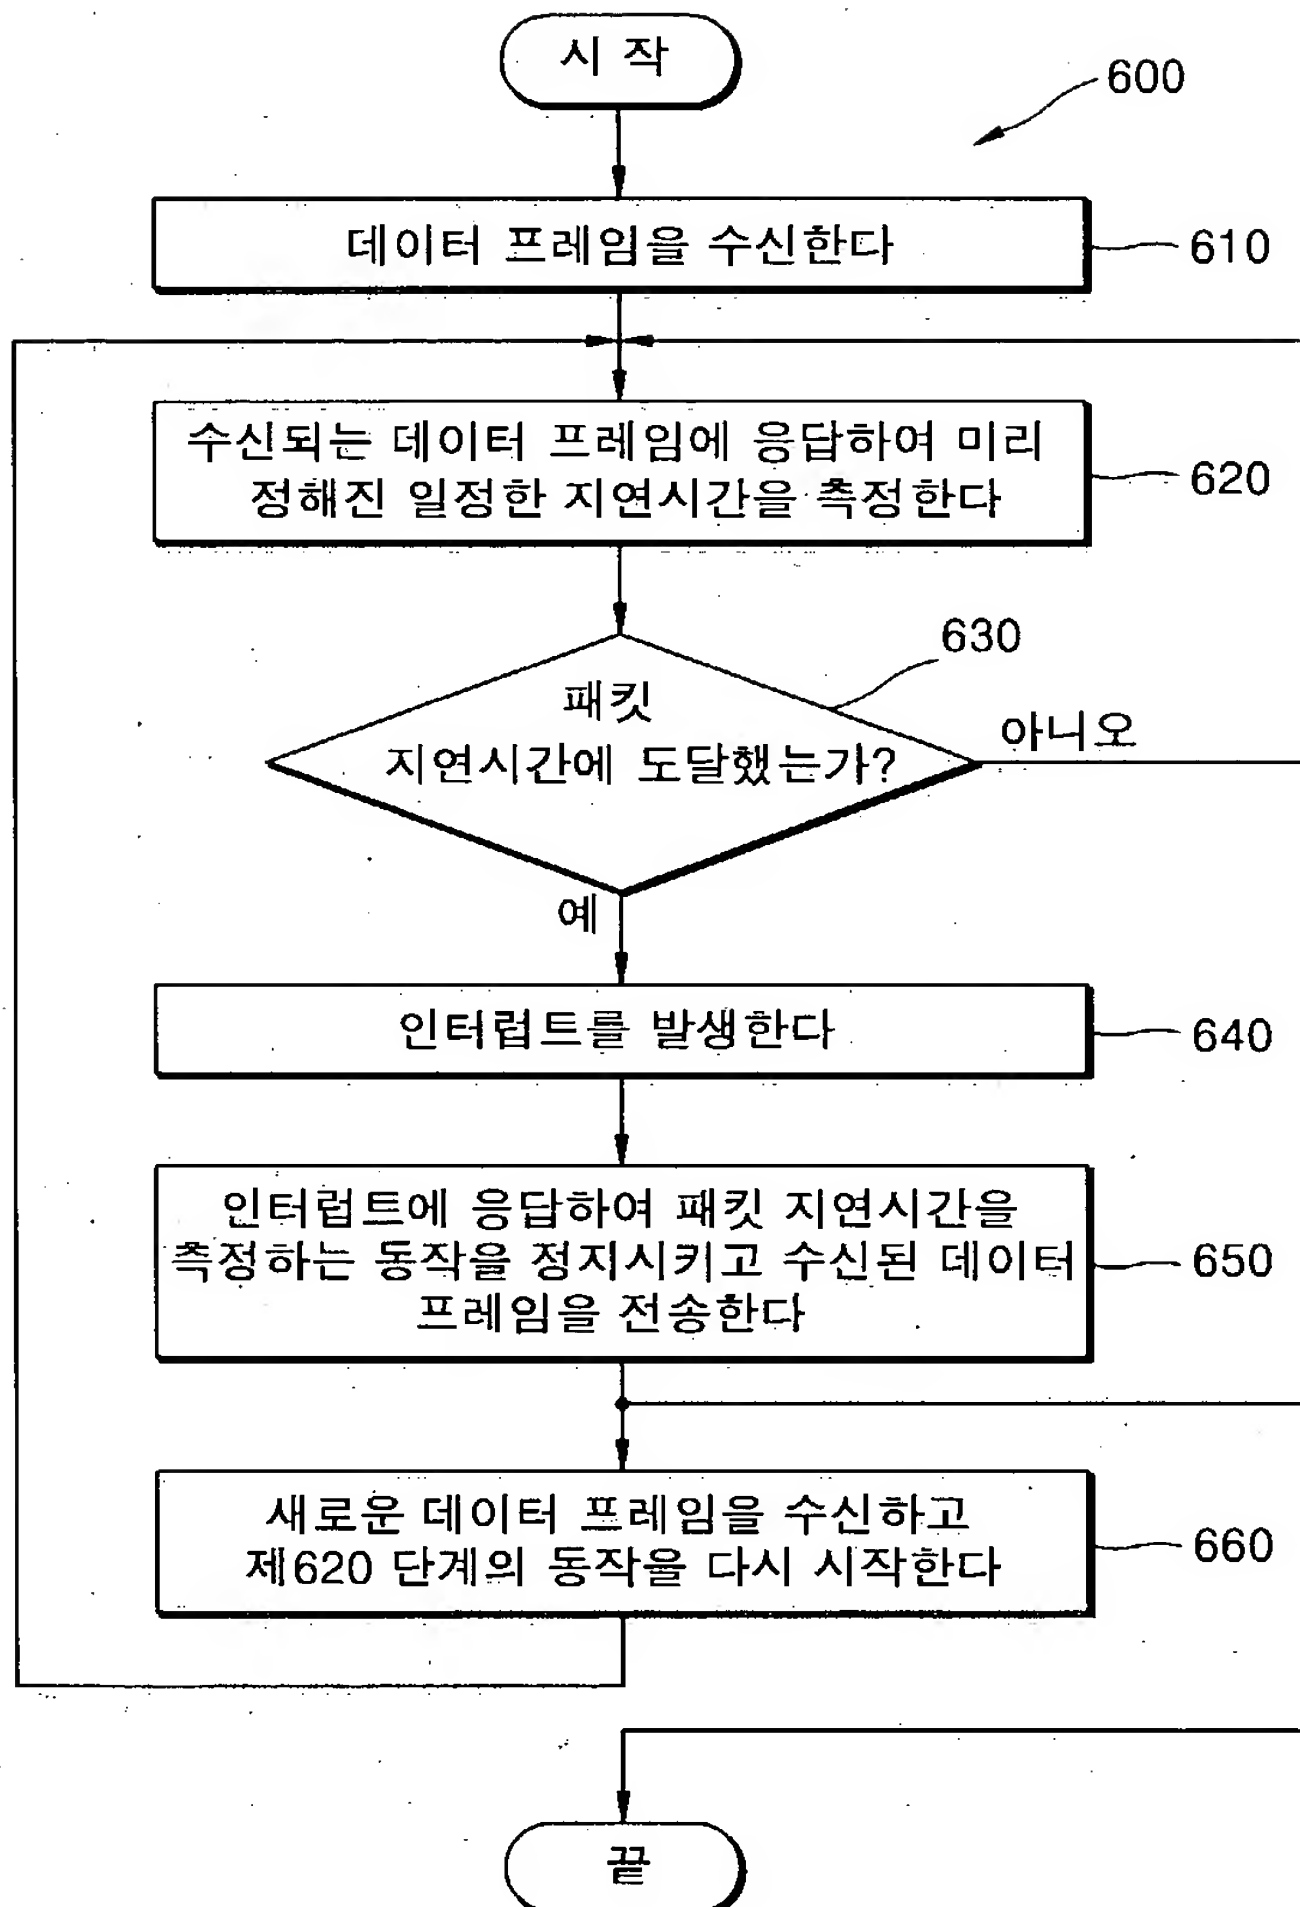 시 작
600
데이터 프레임을 수신한다
610
수신되는 데이터 프레임에 응답하여 미리
정해진 일정한 지연시간을 측정한다
620
630
패킷
지연시간에 도달했는가?
아니오
예
인터럽트를 발생한다
640
인터럽트에 응답하여 패킷 지연시간을
측정하는 동작을 정지시키고 수신된 데이터
프레임을 전송한다
650
새로운 데이터 프레임을 수신하고
제620 단계의 동작을 다시 시작한다
660
끝